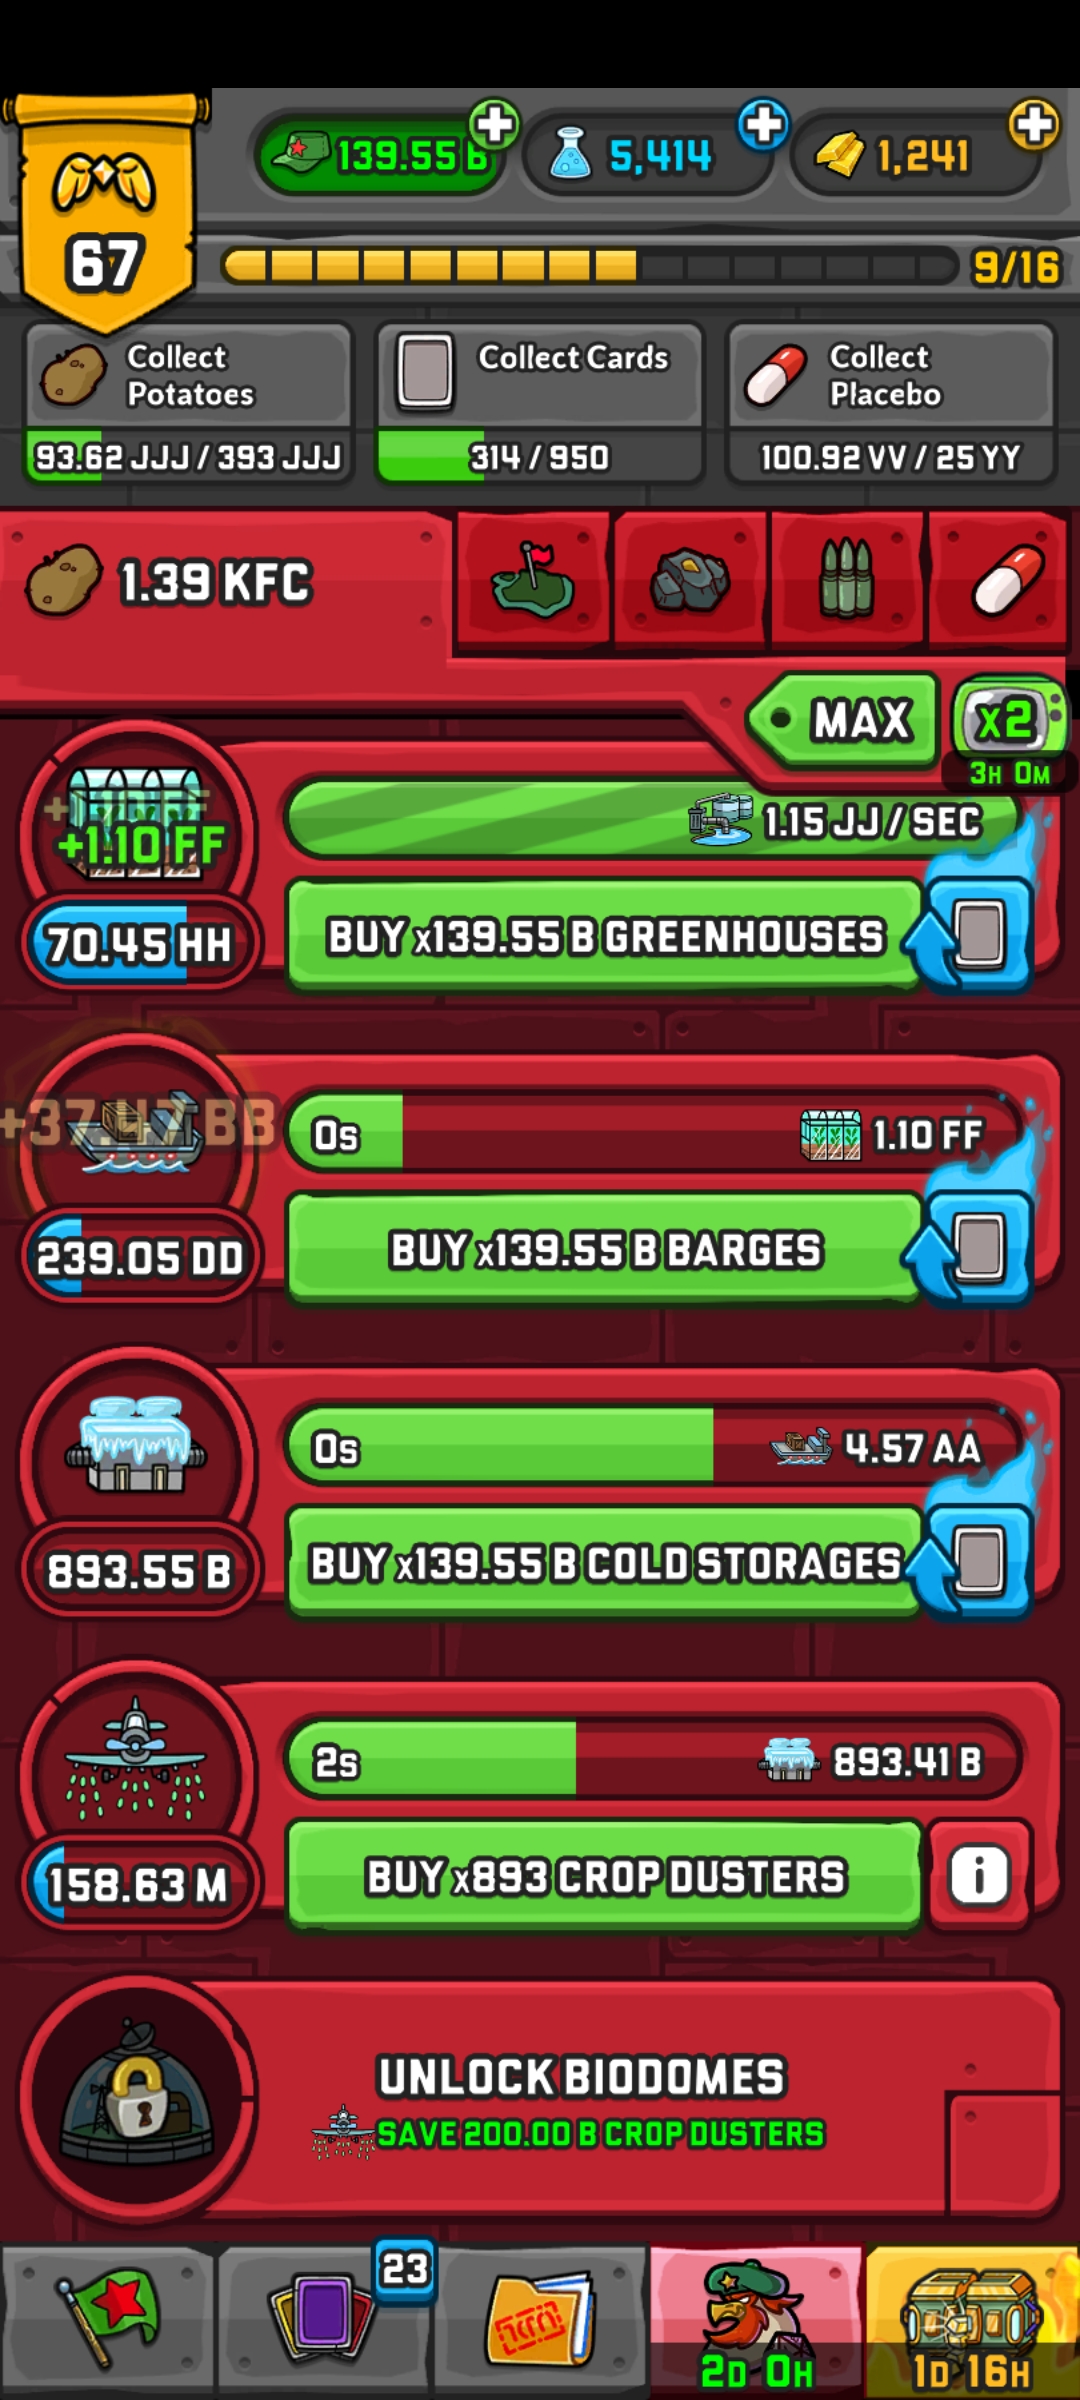 139.55 B
5,414
1,241
67
9/16
Collect
Potatoes
93.62 JJJ / 393 JJJ
Collect Cards
314 / 950
Collect
Placebo
100.92 VV / 25 YY
1.39 KFC
MAX
x2
3H 0M
+1.10 FF
1.15 JJ / SEC
70.45 HH
BUY x139.55 B GREENHOUSES
+37.47 BB
0s
1.10 FF
239.05 DD
BUY x139.55 B BARGES
0s
4.57 AA
893.55 B
BUY x139.55 B COLD STORAGES
2s
893.41 B
158.63 M
BUY x893 CROP DUSTERS
i
UNLOCK BIODOMES
SAVE 200.00 B CROP DUSTERS
23
2D 0H
1D 16H